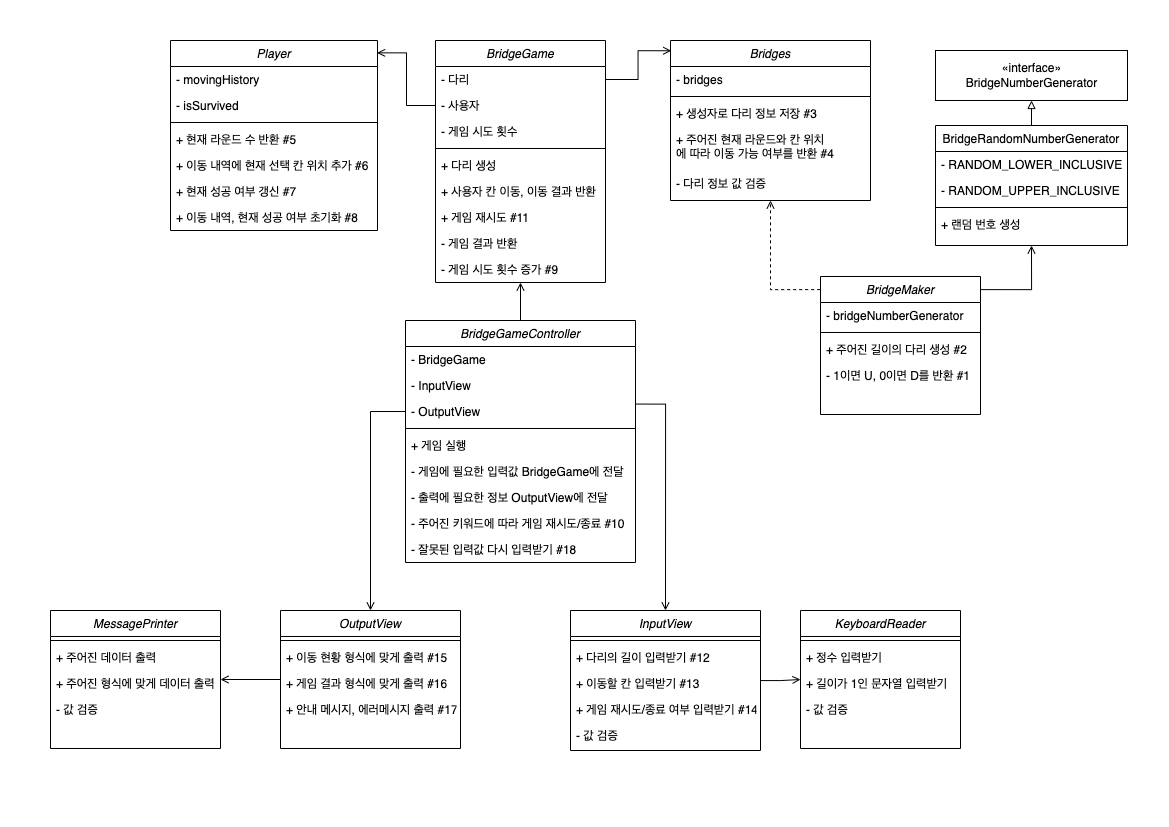 Player
- movingHistory
- isSurvived
+ 현재 라운드 수 반환 #5
+ 이동 내역에 현재 선택 칸 위치 추가 #6
+ 현재 성공 여부 갱신 #7
+ 이동 내역, 현재 성공 여부 초기화 #8
BridgeGame
- 다리
- 사용자
- 게임 시도 횟수
+ 다리 생성
+ 사용자 칸 이동, 이동 결과 반환
+ 게임 재시도 #11
- 게임 결과 반환
- 게임 시도 횟수 증가 #9
Bridges
- bridges
+ 생성자로 다리 정보 저장 #3
+ 주어진 현재 라운드와 칸 위치
에 따라 이동 가능 여부를 반환 #4
- 다리 정보 값 검증
«interface»
BridgeNumberGenerator
BridgeRandomNumberGenerator
- RANDOM_LOWER_INCLUSIVE
- RANDOM_UPPER_INCLUSIVE
+ 랜덤 번호 생성
BridgeMaker
- bridgeNumberGenerator
+ 주어진 길이의 다리 생성 #2
- 1이면 U, 0이면 D를 반환 #1
BridgeGameController
- BridgeGame
- InputView
- OutputView
+ 게임 실행
- 게임에 필요한 입력값 BridgeGame에 전달
- 출력에 필요한 정보 OutputView에 전달
- 주어진 키워드에 따라 게임 재시도/종료 #10
- 잘못된 입력값 다시 입력받기 #18
MessagePrinter
+ 주어진 데이터 출력
+ 주어진 형식에 맞게 데이터 출력
- 값 검증
OutputView
+ 이동 현황 형식에 맞게 출력 #15
+ 게임 결과 형식에 맞게 출력 #16
+ 안내 메시지, 에러메시지 출력 #17
InputView
+ 다리의 길이 입력받기 #12
+ 이동할 칸 입력받기 #13
+ 게임 재시도/종료 여부 입력받기 #14
- 값 검증
KeyboardReader
+ 정수 입력받기
+ 길이가 1인 문자열 입력받기
- 값 검증